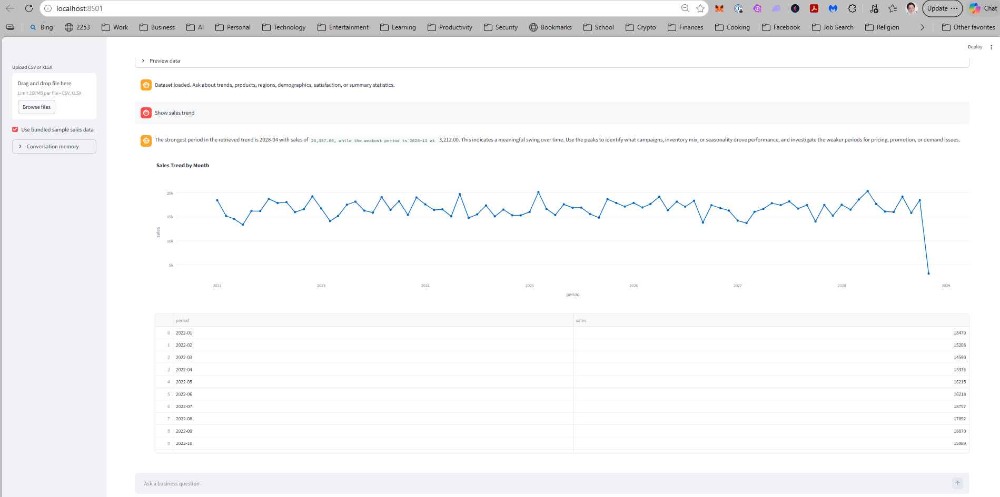 localhost:8501
Update
Chat
Bing
2253
Work
Business
AI
Personal
Technology
Entertainment
Learning
Productivity
Security
Bookmarks
School
Crypto
Finances
Cooking
Facebook
Job Search
Religion
Other favorites
Deploy
Upload CSV or XLSX
Drag and drop file here
Limit 200MB per file • CSV, XLSX
Browse files
Use bundled sample sales data
Conversation memory
Preview data
Dataset loaded. Ask about trends, products, regions, demographics, satisfaction, or summary statistics.
Show sales trend
The strongest period in the retrieved trend is 2028-04 with sales of 20,387.00, while the weakest period is 2028-11 at 3,212.00. This indicates a meaningful swing over time. Use the peaks to identify what campaigns, inventory mix, or seasonality drove performance, and investigate the weaker periods for pricing, promotion, or demand issues.
Sales Trend by Month
20k
15k
10k
5k
sales
2022 2023 2024 2025 2026 2027 2028 2029
period
period sales
0 2022-01 18470
1 2022-02 15208
2 2022-03 14590
3 2022-04 13376
4 2022-05 16215
5 2022-06 16218
6 2022-07 18757
7 2022-08 17892
8 2022-09 18070
9 2022-10 15989
Ask a business question